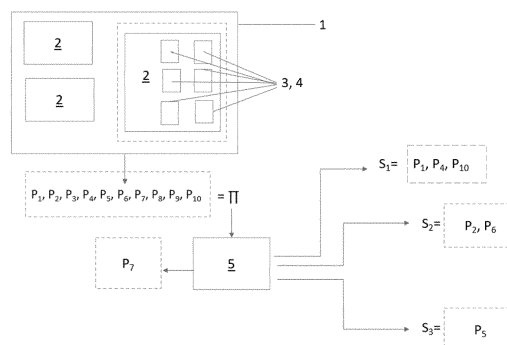 1
2
2
2
3, 4
P₁, P₂, P₃, P₄, P₅, P₆, P₇, P₈, P₉, P₁₀ = ∏
S₁= P₁, P₄, P₁₀
S₂= P₂, P₆
P₇
5
S₃= P₅